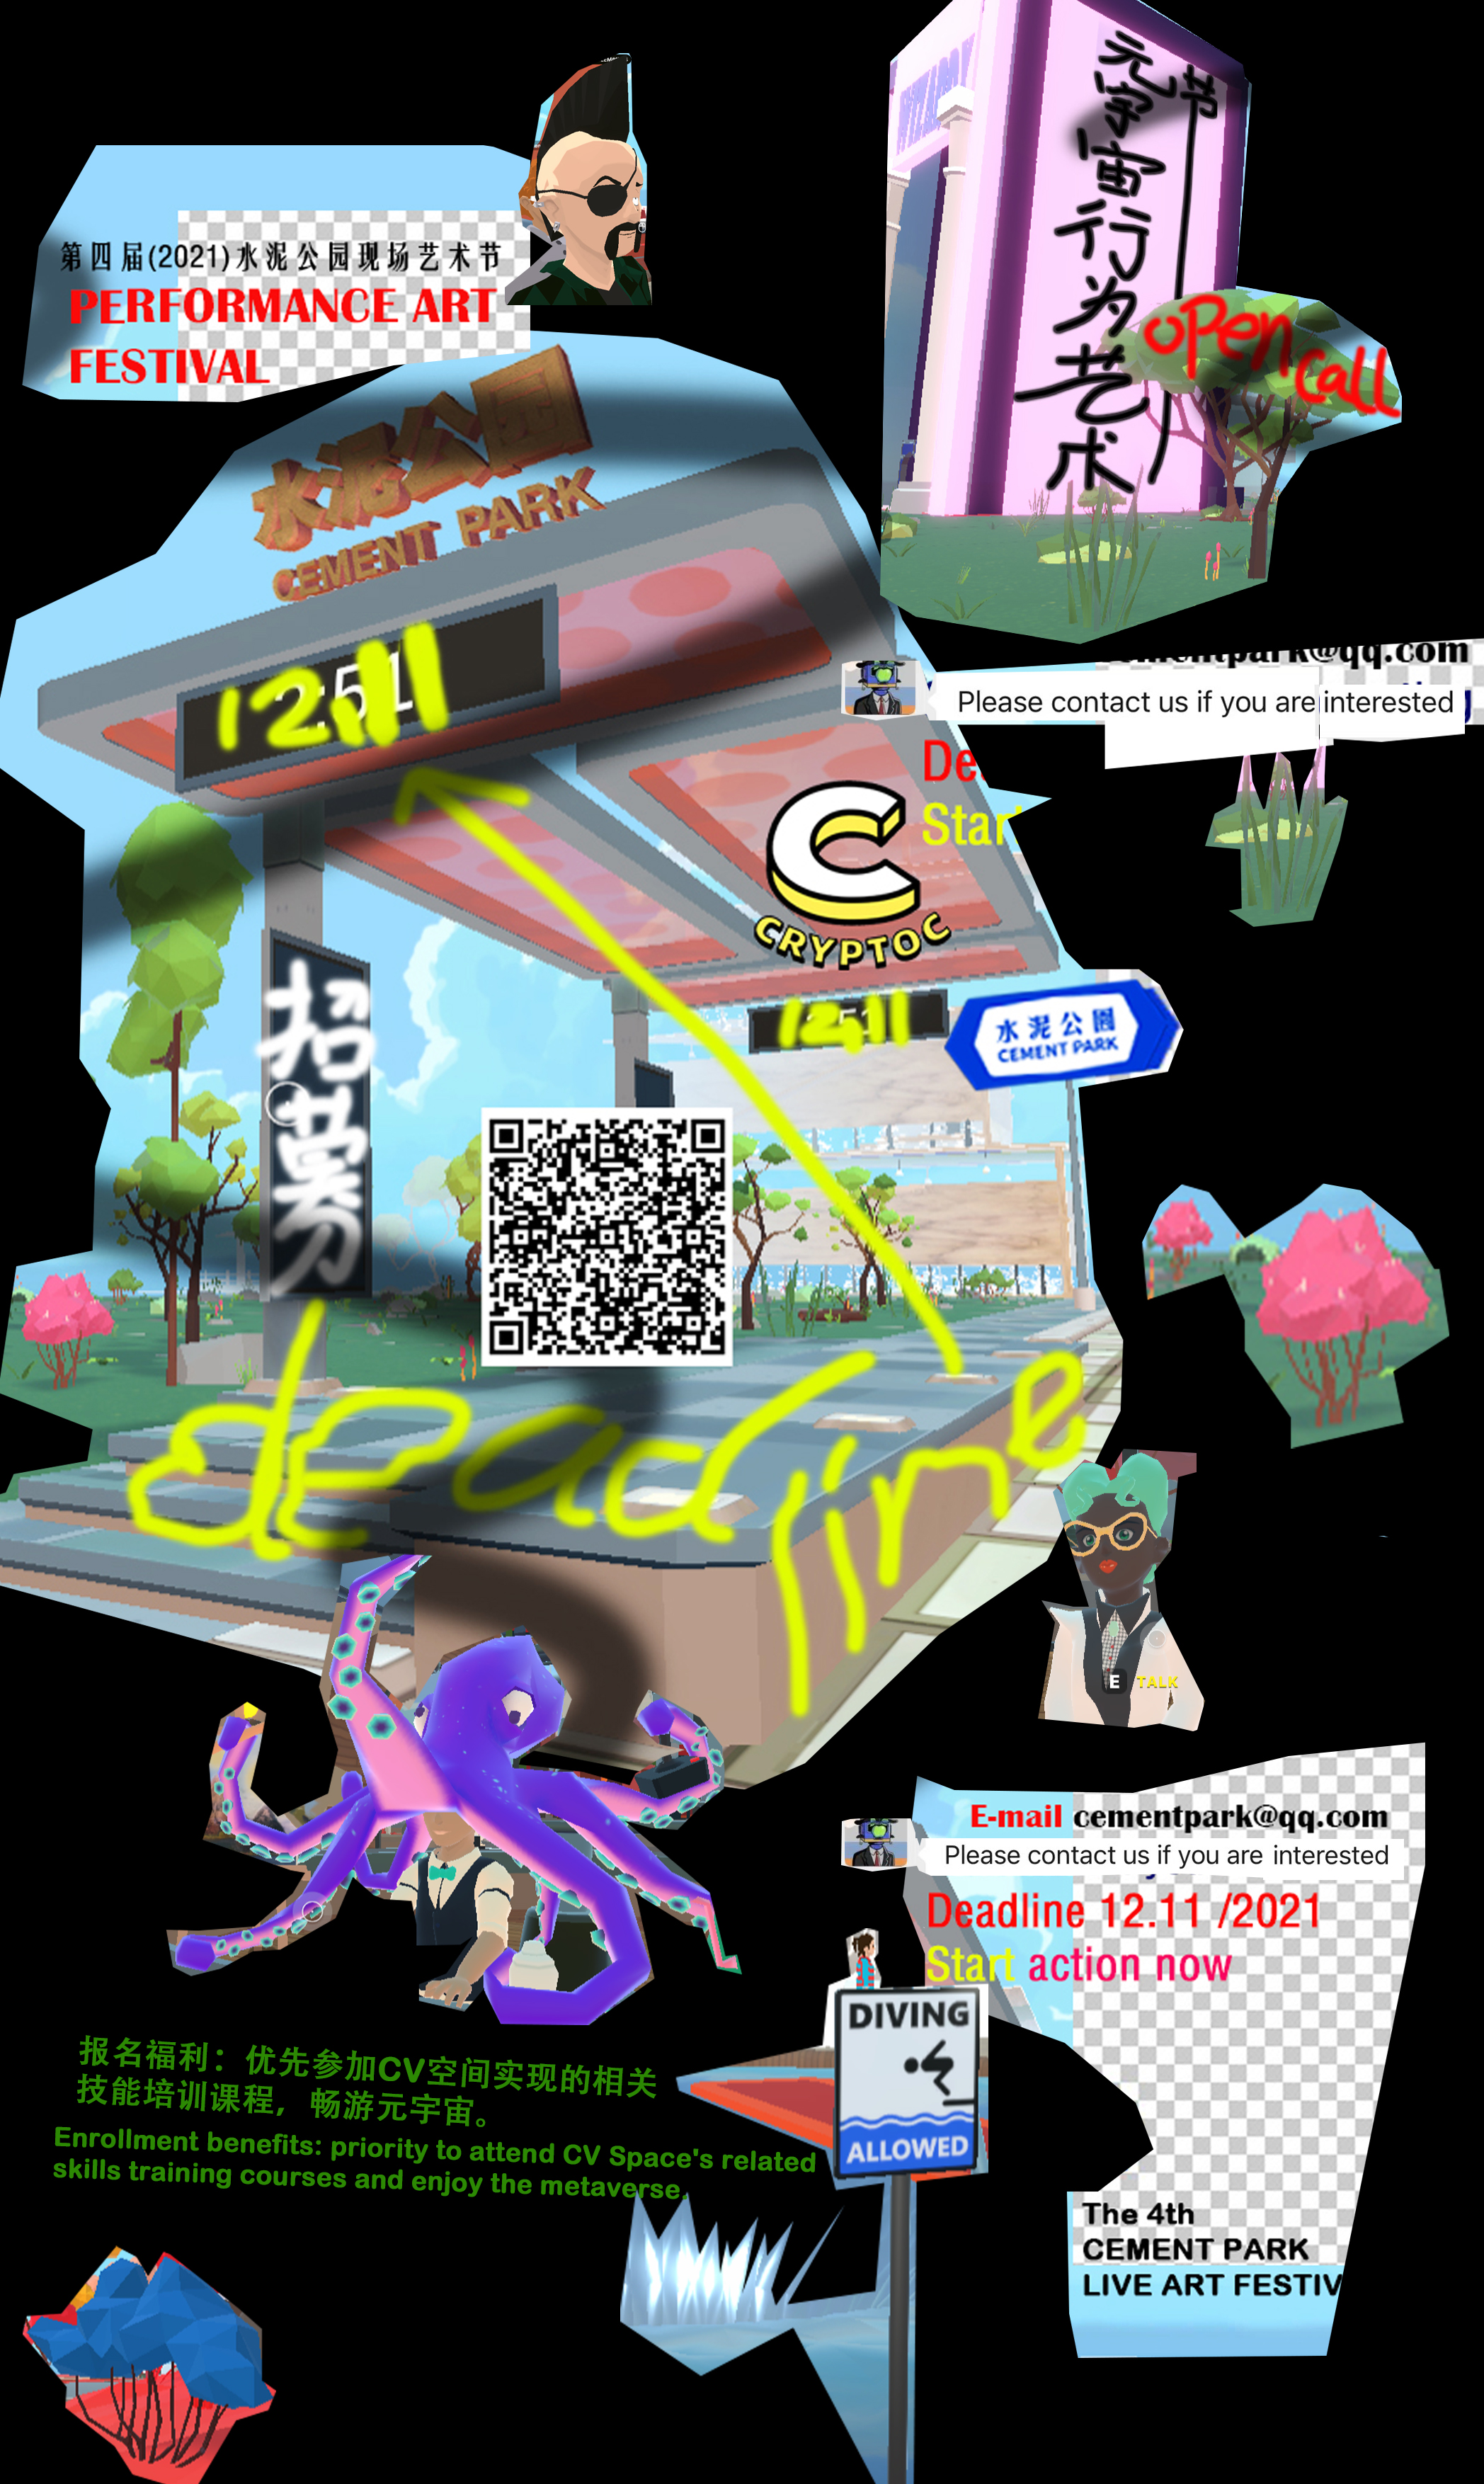 元宇宙行为艺术节
open call
第四届(2021)水泥公园现场艺术节
PERFORMANCE ART
FESTIVAL
水泥公园
CEMENT PARK
12.11
cementpark@qq.com
Please contact us if you are interested
De
Star
C
CRYPTOC
12.11
水泥公園
CEMENT PARK
招募
deadline
E TALK
E-mail cementpark@qq.com
Please contact us if you are interested
Deadline 12.11 /2021
Start action now
DIVING
ALLOWED
报名福利：优先参加CV空间实现的相关
技能培训课程，畅游元宇宙。
Enrollment benefits: priority to attend CV Space's related
skills training courses and enjoy the metaverse.
The 4th
CEMENT PARK
LIVE ART FESTIV